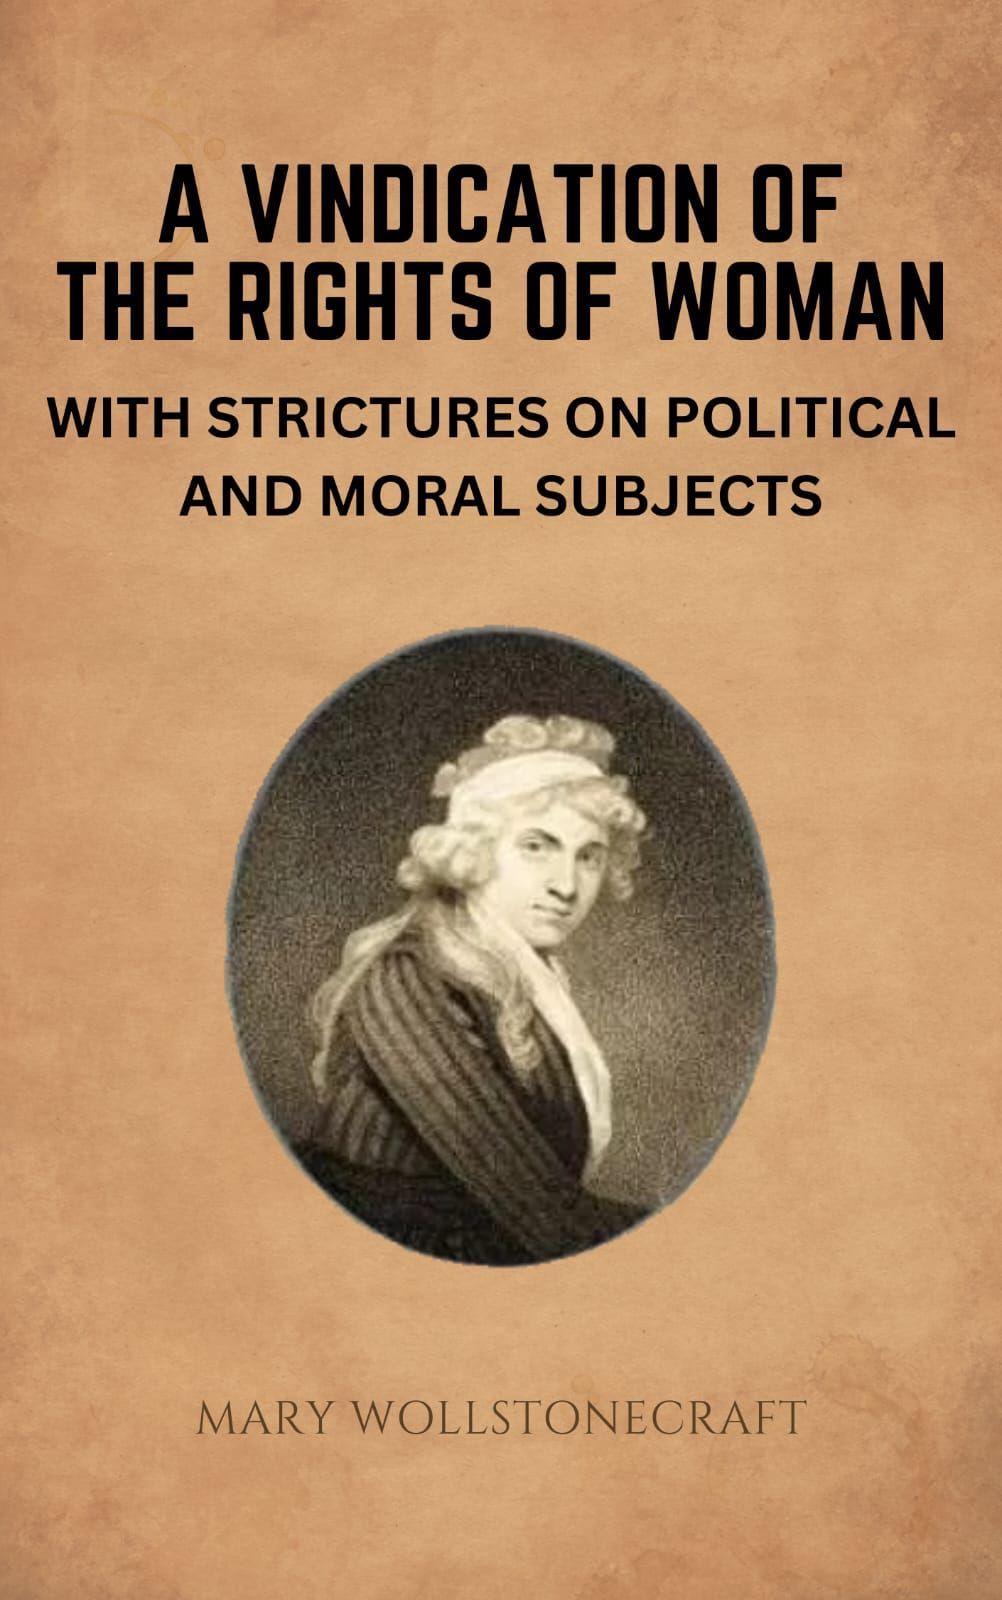 A VINDICATION OF
THE RIGHTS OF WOMAN
WITH STRICTURES ON POLITICAL
AND MORAL SUBJECTS
MARY WOLLSTONECRAFT